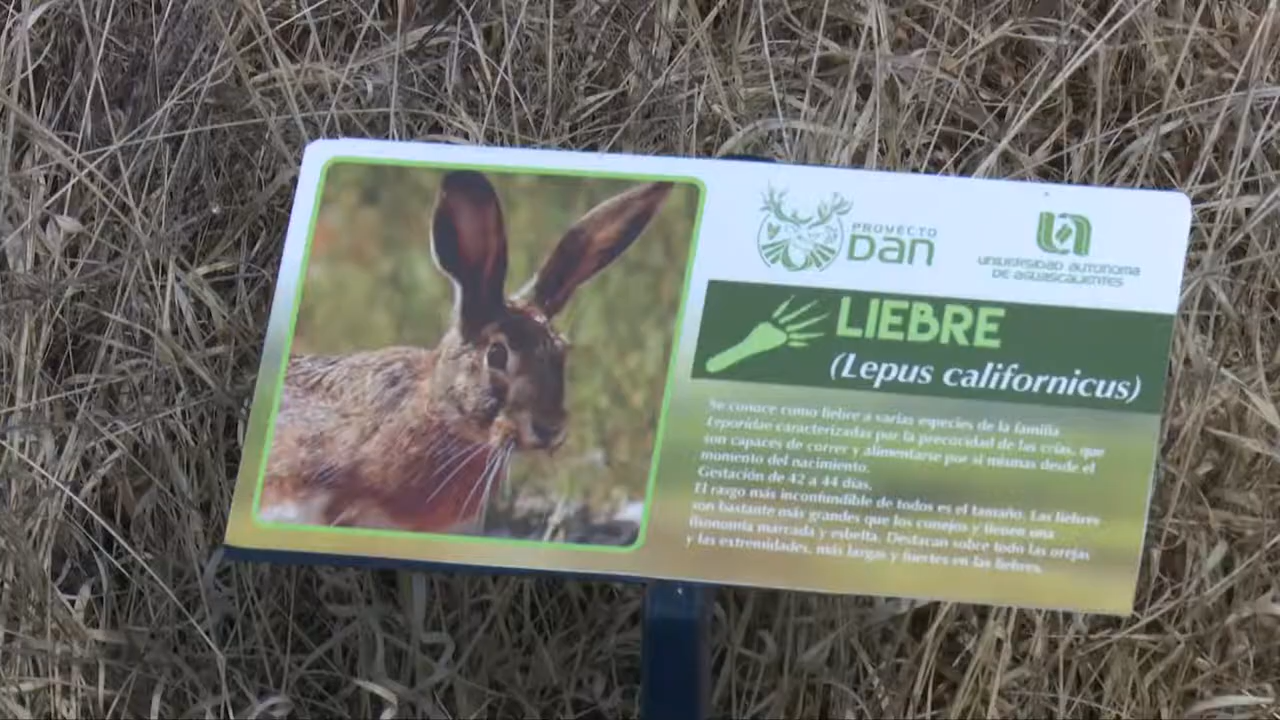 PROYECTO
DAN
UNIVERSIDAD AUTONOMA
DE AGUASCALIENTES
LIEBRE
(Lepus californicus)
Se conoce como liebre a varias especies de la familia
Leporidae caracterizadas por la precocidad de las crías, que
son capaces de correr y alimentarse por si mismas desde el
momento del nacimiento.
Gestación de 42 a 44 días.
El rasgo más inconfundible de todos es el tamaño. Las liebres
son bastante más grandes que los conejos y tienen una
fisonomía marcada y esbelta. Destacan sobre todo las orejas
y las extremidades, más largas y fuertes en las liebres.